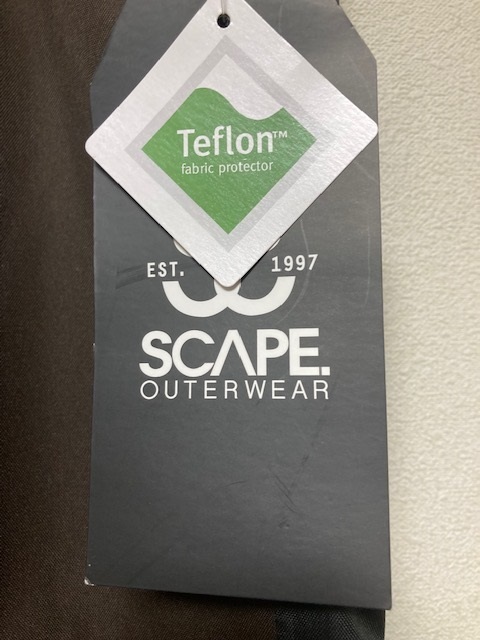 Teflon™
fabric protector
EST. 1997
SCAPE.
OUTERWEAR